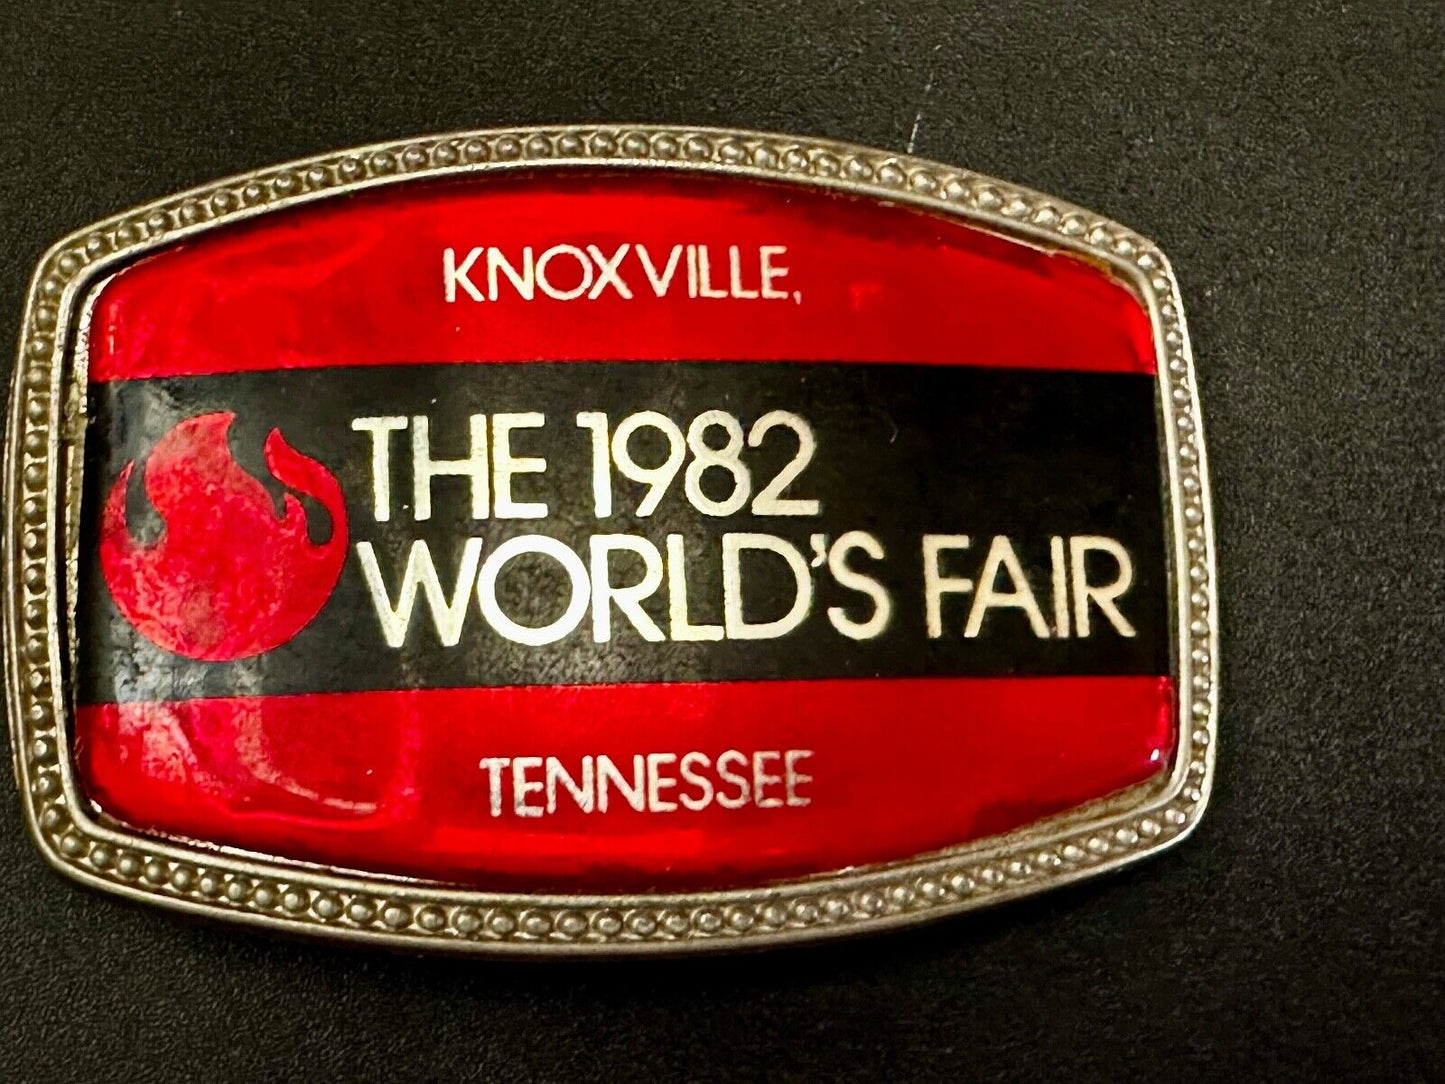 KNOXVILLE,
THE 1982
WORLD'S FAIR
TENNESSEE